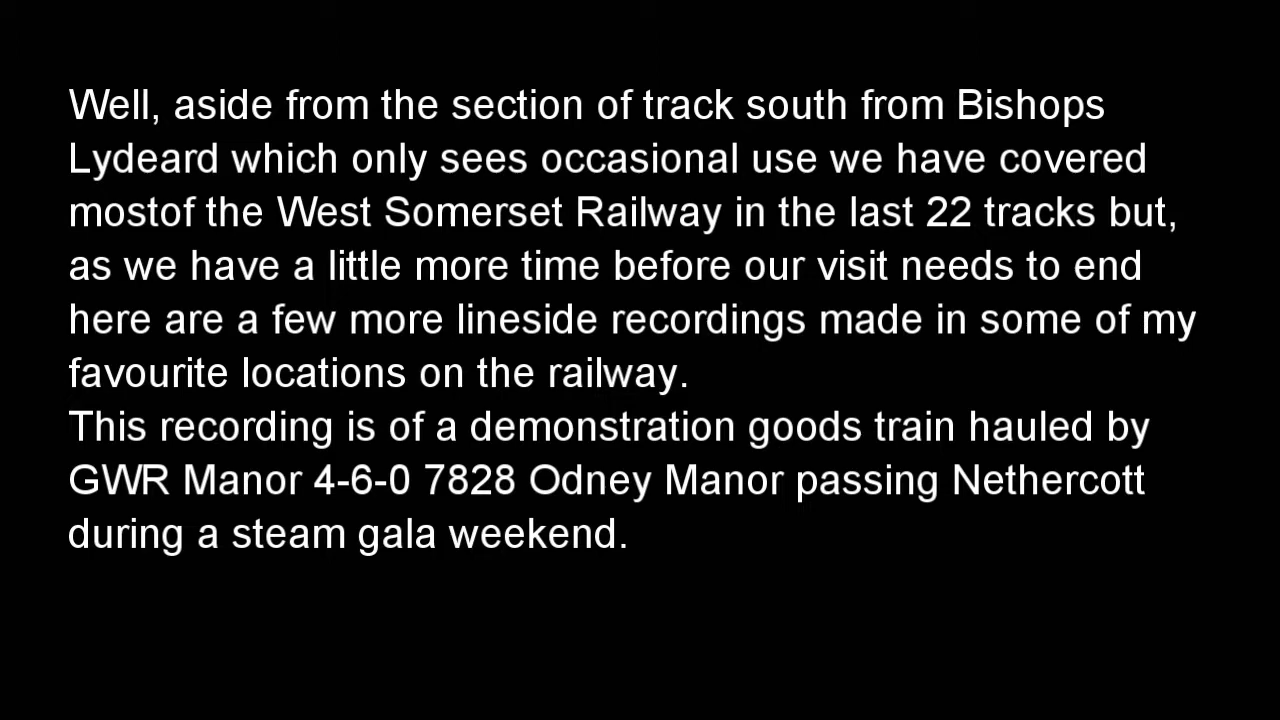 Well, aside from the section of track south from Bishops
Lydeard which only sees occasional use we have covered
mostof the West Somerset Railway in the last 22 tracks but,
as we have a little more time before our visit needs to end
here are a few more lineside recordings made in some of my
favourite locations on the railway.
This recording is of a demonstration goods train hauled by
GWR Manor 4-6-0 7828 Odney Manor passing Nethercott
during a steam gala weekend.